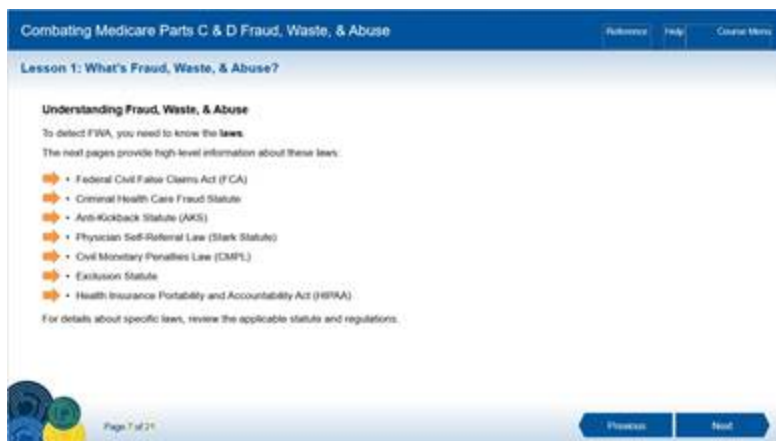 Combating Medicare Parts C & D Fraud, Waste, & Abuse
Reference Help Course Menu
Lesson 1: What's Fraud, Waste, & Abuse?
Understanding Fraud, Waste, & Abuse
To detect FWA, you need to know the laws.
The next pages provide high-level information about these laws:
• Federal Civil False Claims Act (FCA)
• Criminal Health Care Fraud Statute
• Anti-Kickback Statute (AKS)
• Physician Self-Referral Law (Stark Statute)
• Civil Monetary Penalties Law (CMPL)
• Exclusion Statute
• Health Insurance Portability and Accountability Act (HIPAA)
For details about specific laws, review the applicable statute and regulations.
Page 7 of 21
Previous Next